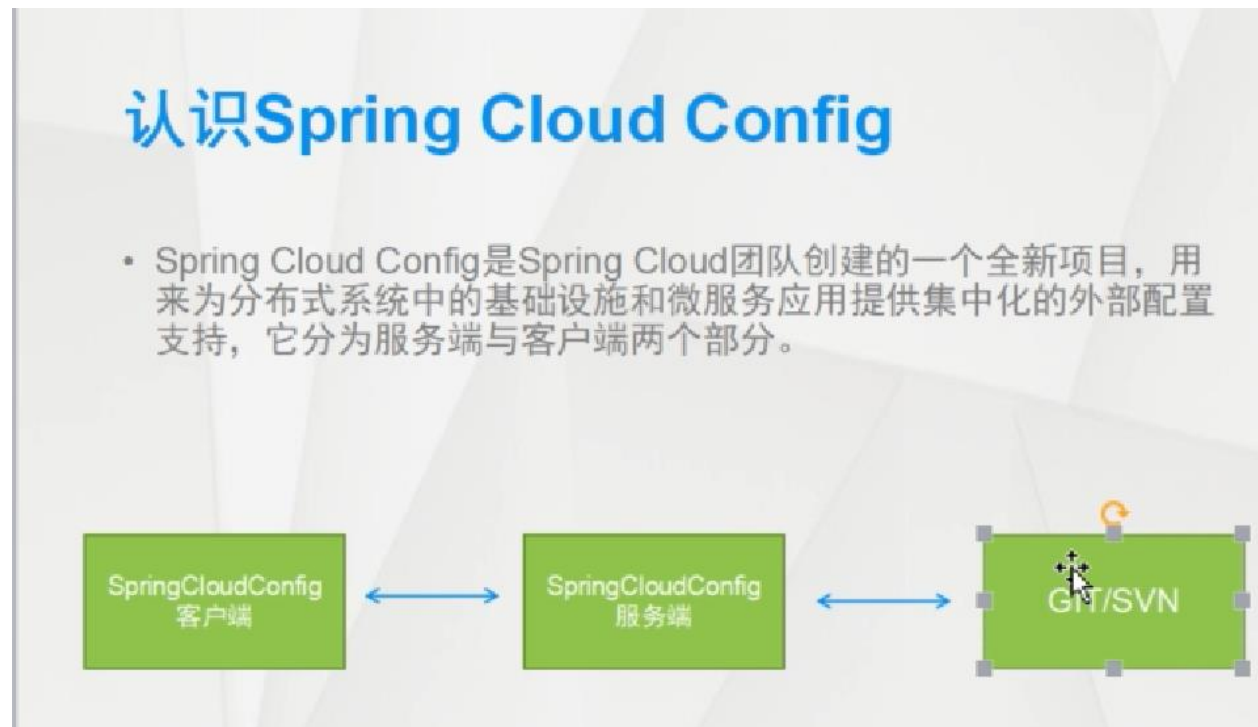 认识Spring Cloud Config
• Spring Cloud Config是Spring Cloud团队创建的一个全新项目，用
来为分布式系统中的基础设施和微服务应用提供集中化的外部配置
支持，它分为服务端与客户端两个部分。
SpringCloudConfig
客户端
SpringCloudConfig
服务端
GIT/SVN